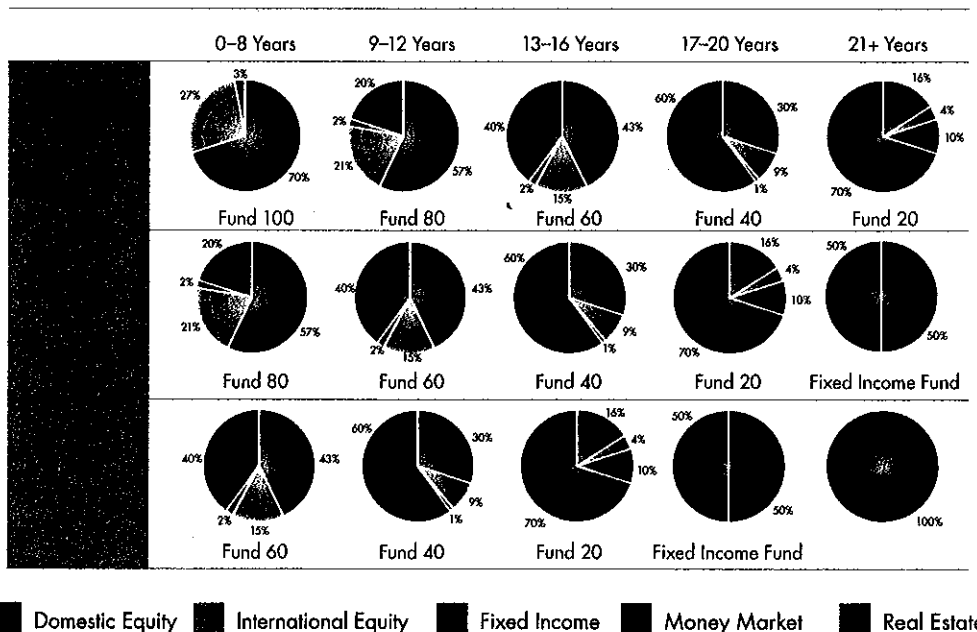 0–8 Years 9–12 Years 13–16 Years 17–20 Years 21+ Years
3% 27% 70%
20% 2% 21% 57%
40% 43% 2% 15%
60% 30% 9% 1%
16% 4% 10% 70%
Fund 100 Fund 80 Fund 60 Fund 40 Fund 20
20% 2% 21% 57%
40% 43% 2% 15%
60% 30% 9% 1%
16% 4% 10% 70%
50% 50%
Fund 80 Fund 60 Fund 40 Fund 20 Fixed Income Fund
40% 43% 2% 15%
60% 30% 9% 1%
16% 4% 10% 70%
50% 50%
100%
Fund 60 Fund 40 Fund 20 Fixed Income Fund
Domestic Equity International Equity Fixed Income Money Market Real Estate